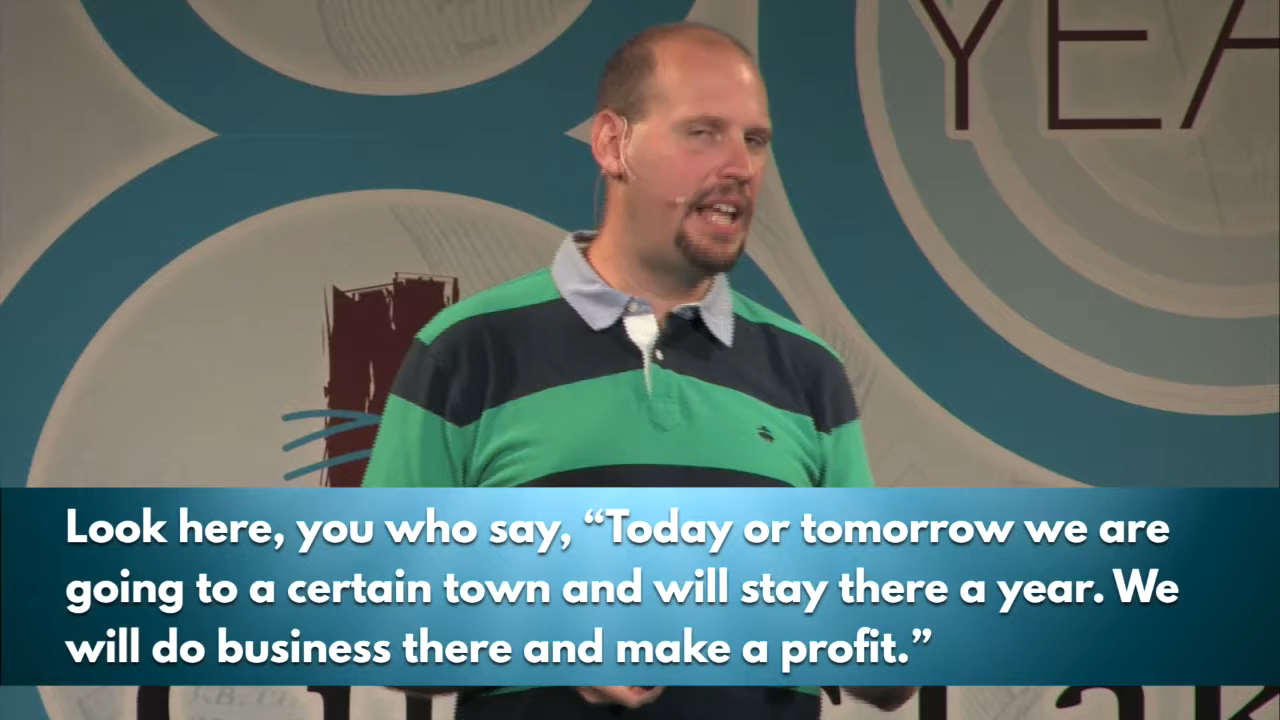 YEA
Look here, you who say, “Today or tomorrow we are
going to a certain town and will stay there a year. We
will do business there and make a profit.”